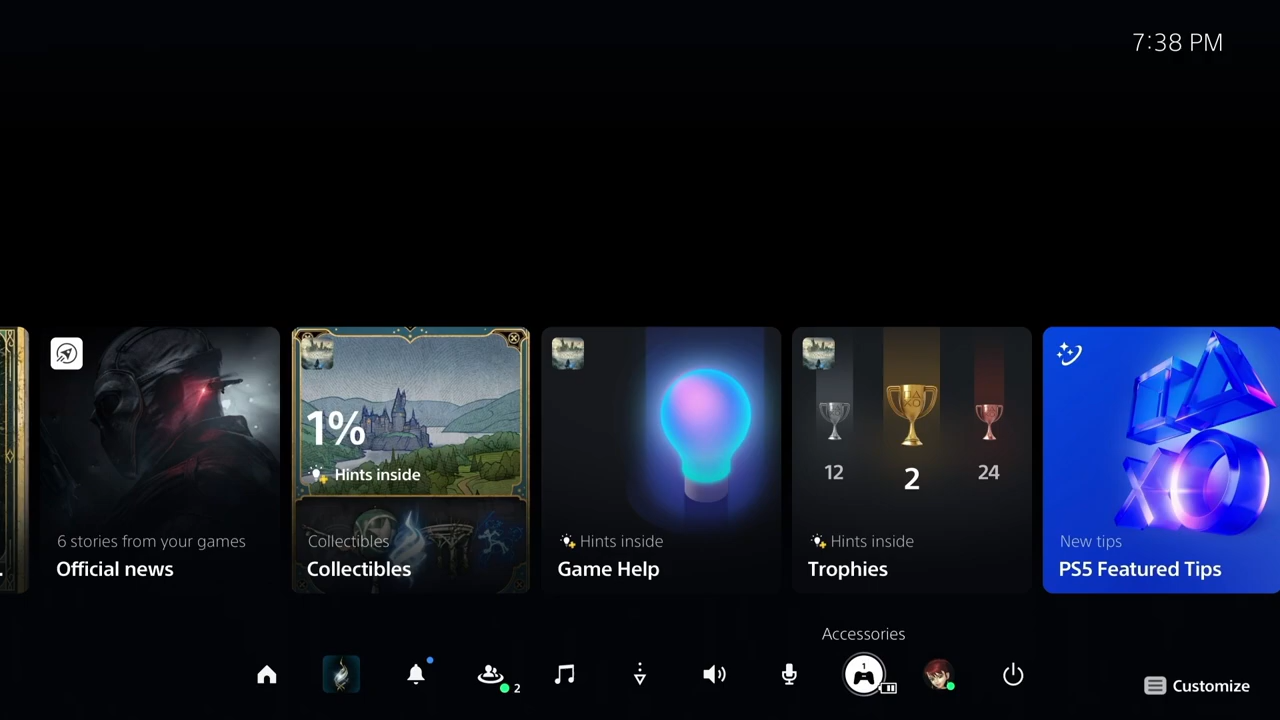 7:38 PM
6 stories from your games
Official news
1%
Hints inside
Collectibles
Collectibles
Hints inside
Game Help
12
2
24
Hints inside
Trophies
New tips
PS5 Featured Tips
Accessories
2
1
Customize